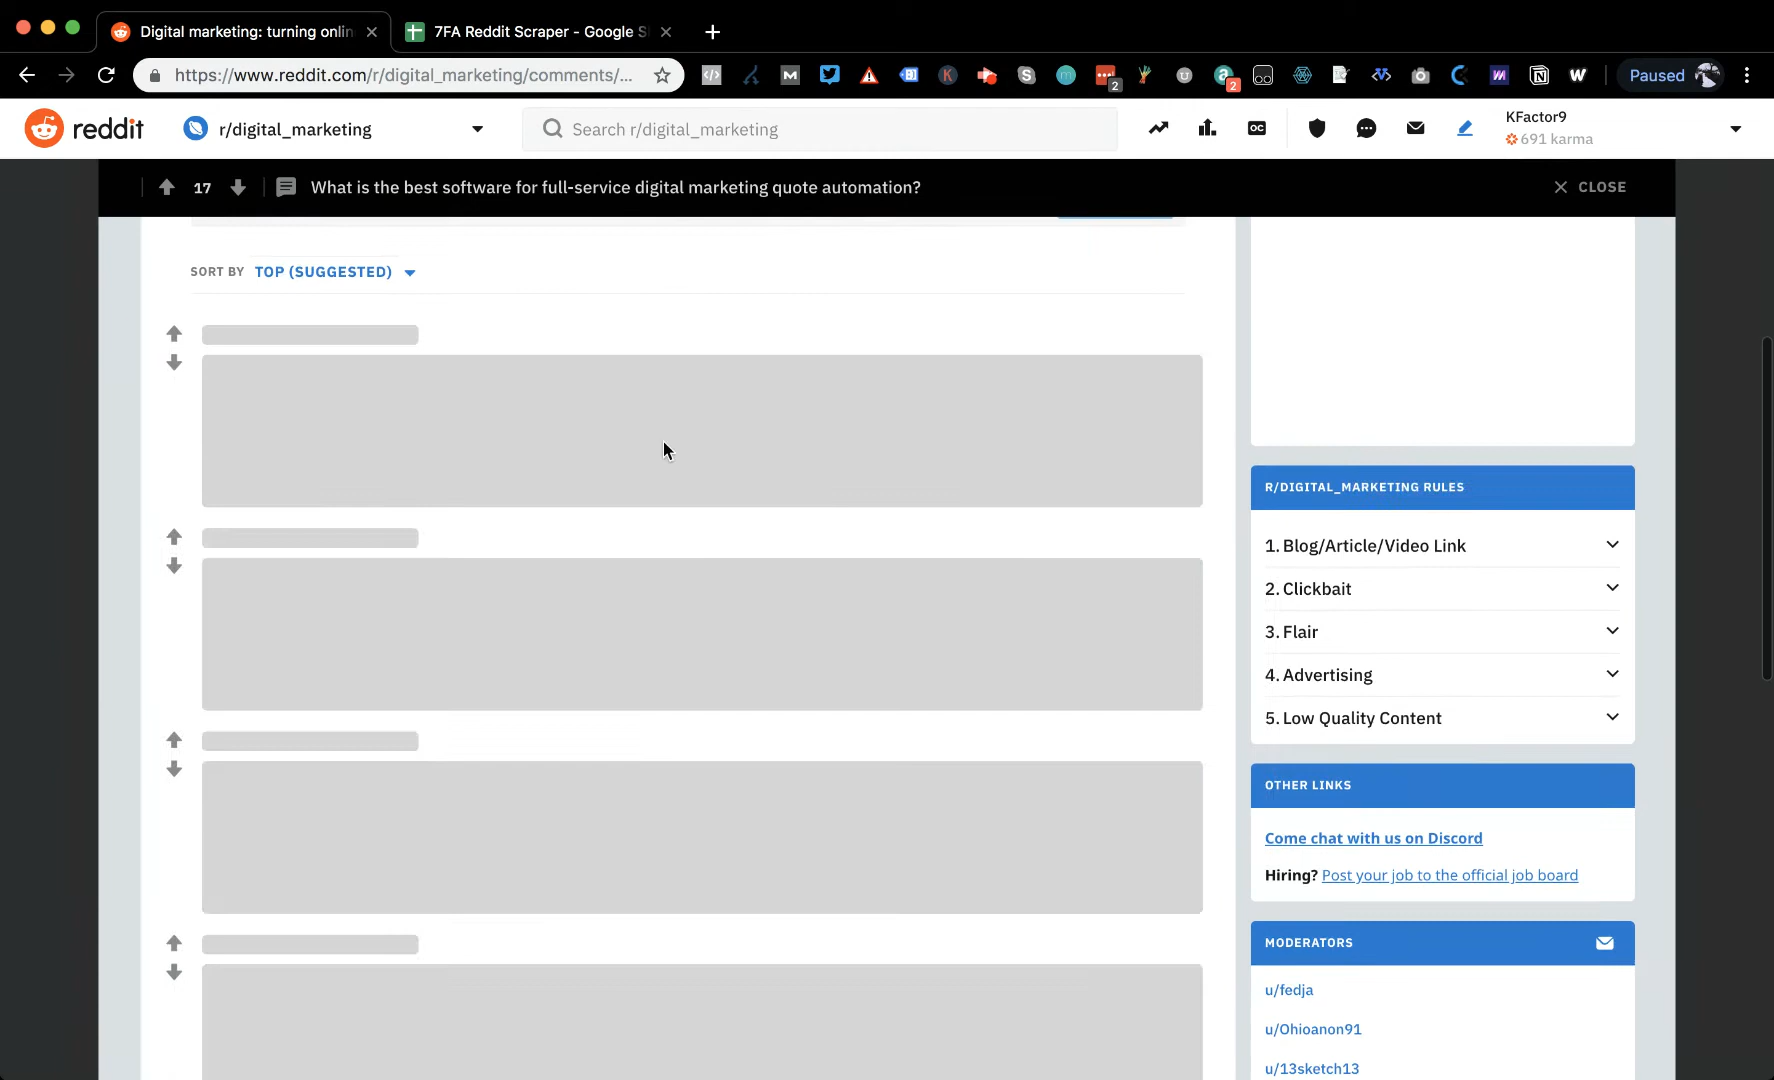 Digital marketing: turning onlin
7FA Reddit Scraper - Google S
https://www.reddit.com/r/digital_marketing/comments/...
2
2
Paused
reddit
r/digital_marketing
Search r/digital_marketing
OC
KFactor9
691 karma
17
What is the best software for full-service digital marketing quote automation?
CLOSE
SORT BY TOP (SUGGESTED)
R/DIGITAL_MARKETING RULES
1. Blog/Article/Video Link
2. Clickbait
3. Flair
4. Advertising
5. Low Quality Content
OTHER LINKS
Come chat with us on Discord
Hiring? Post your job to the official job board
MODERATORS
u/fedja
u/Ohioanon91
u/13sketch13